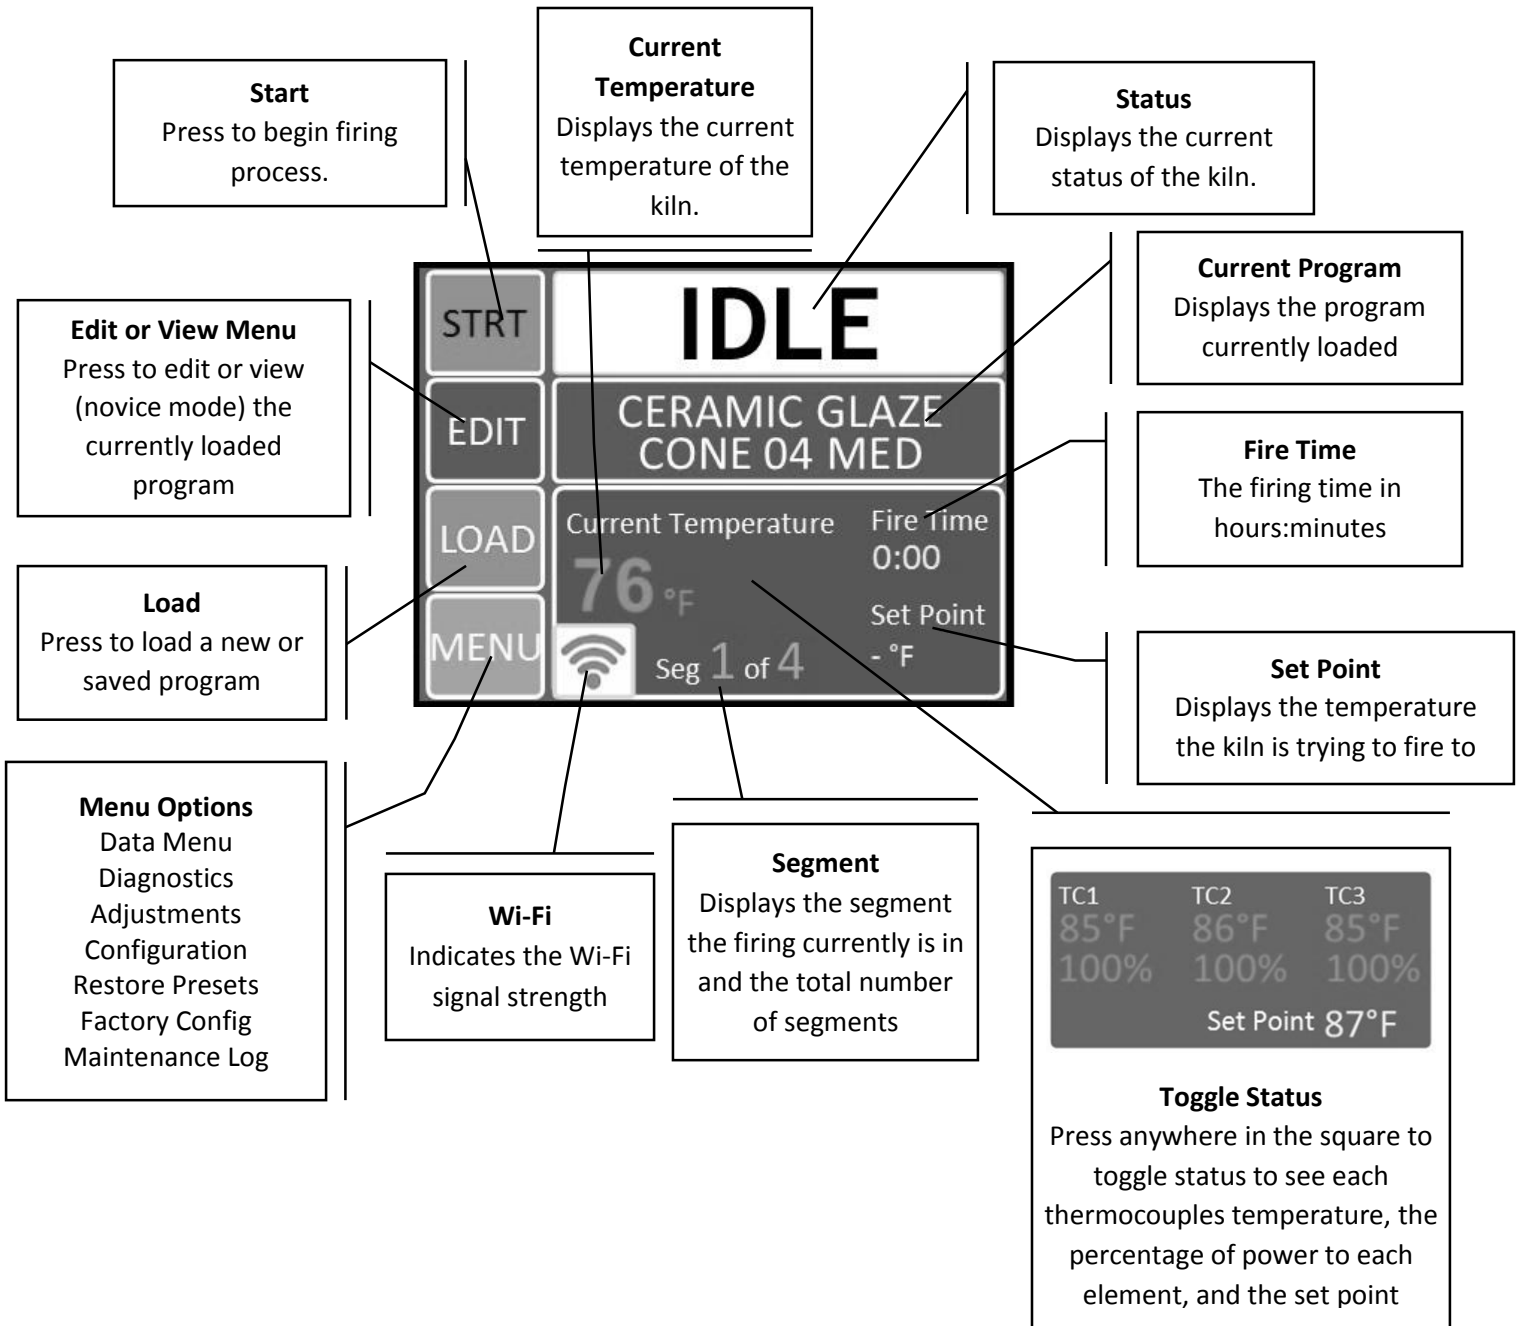 Start
Press to begin firing
process.
Current
Temperature
Displays the current
temperature of the
kiln.
Status
Displays the current
status of the kiln.
Edit or View Menu
Press to edit or view
(novice mode) the
currently loaded
program
Current Program
Displays the program
currently loaded
Fire Time
The firing time in
hours:minutes
Load
Press to load a new or
saved program
Set Point
Displays the temperature
the kiln is trying to fire to
STRT
IDLE
EDIT
CERAMIC GLAZE
CONE 04 MED
LOAD
MENU
Current Temperature
76 °F
Fire Time
0:00
Set Point
- °F
Seg 1 of 4
Menu Options
Data Menu
Diagnostics
Adjustments
Configuration
Restore Presets
Factory Config
Maintenance Log
Wi-Fi
Indicates the Wi-Fi
signal strength
Segment
Displays the segment
the firing currently is in
and the total number
of segments
TC1 TC2 TC3
85°F 86°F 85°F
100% 100% 100%
Set Point 87°F
Toggle Status
Press anywhere in the square to
toggle status to see each
thermocouples temperature, the
percentage of power to each
element, and the set point